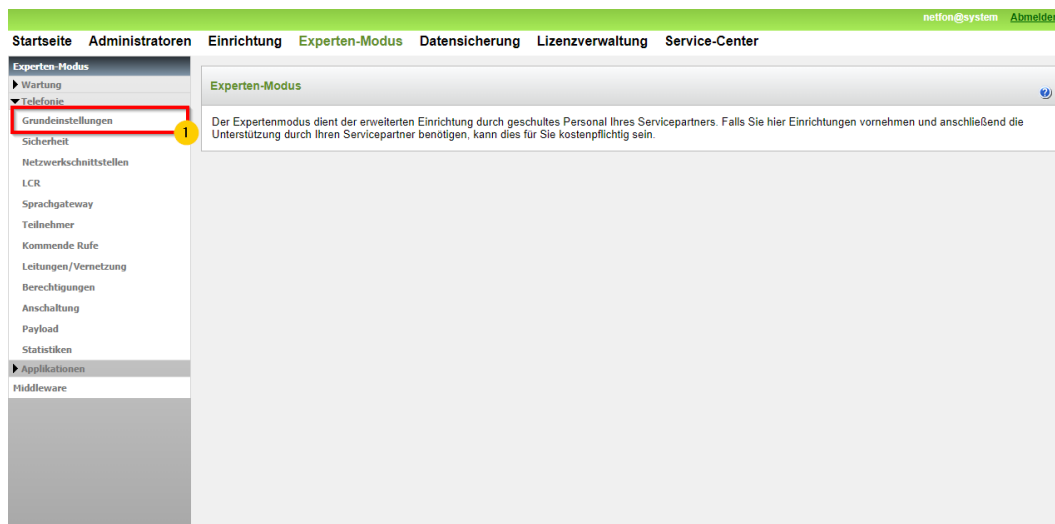 netfon@system Abmelden
Startseite Administratoren Einrichtung Experten-Modus Datensicherung Lizenzverwaltung Service-Center
Experten-Modus
Wartung
Telefonie
Grundeinstellungen
1
Sicherheit
Netzwerkschnittstellen
LCR
Sprachgateway
Teilnehmer
Kommende Rufe
Leitungen/Vernetzung
Berechtigungen
Anschaltung
Payload
Statistiken
Applikationen
Middleware
Experten-Modus
?
Der Expertenmodus dient der erweiterten Einrichtung durch geschultes Personal Ihres Servicepartners. Falls Sie hier Einrichtungen vornehmen und anschließend die
Unterstützung durch Ihren Servicepartner benötigen, kann dies für Sie kostenpflichtig sein.